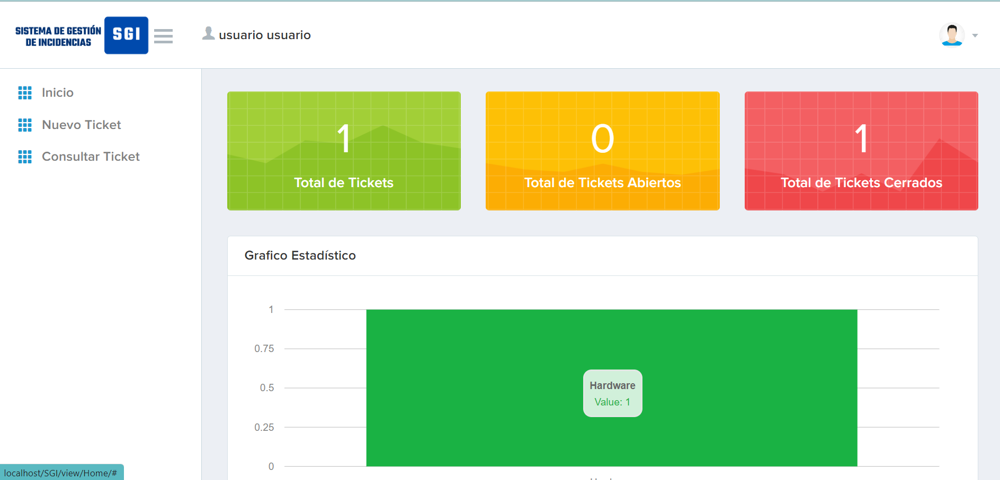 SISTEMA DE GESTIÓN
DE INCIDENCIAS
SGI
usuario usuario
Inicio
Nuevo Ticket
Consultar Ticket
1
Total de Tickets
0
Total de Tickets Abiertos
1
Total de Tickets Cerrados
Grafico Estadístico
1
0.75
0.5
0.25
0
Hardware
Value: 1
localhost/SGI/view/Home/#